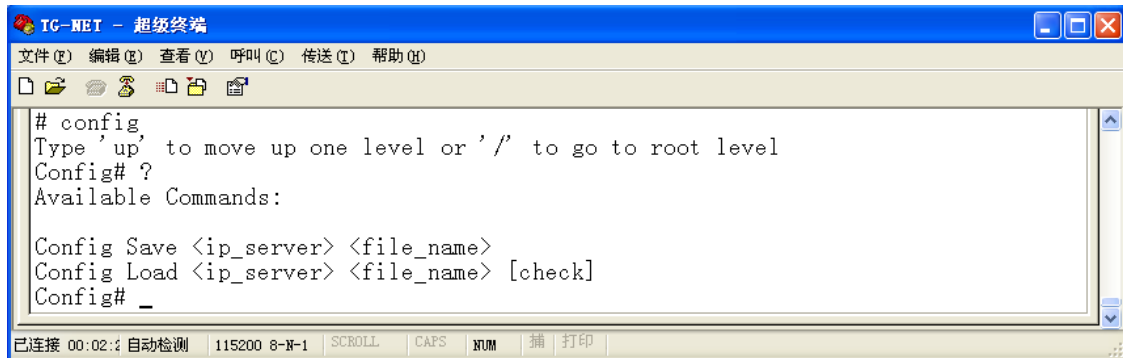 TG-NET - 超级终端
文件(F) 编辑(E) 查看(V) 呼叫(C) 传送(T) 帮助(H)
# config
Type 'up' to move up one level or '/' to go to root level
Config# ?
Available Commands:
Config Save <ip_server> <file_name>
Config Load <ip_server> <file_name> [check]
Config# _
已连接 00:02:2 自动检测 115200 8-N-1 SCROLL CAPS NUM 捕 打印